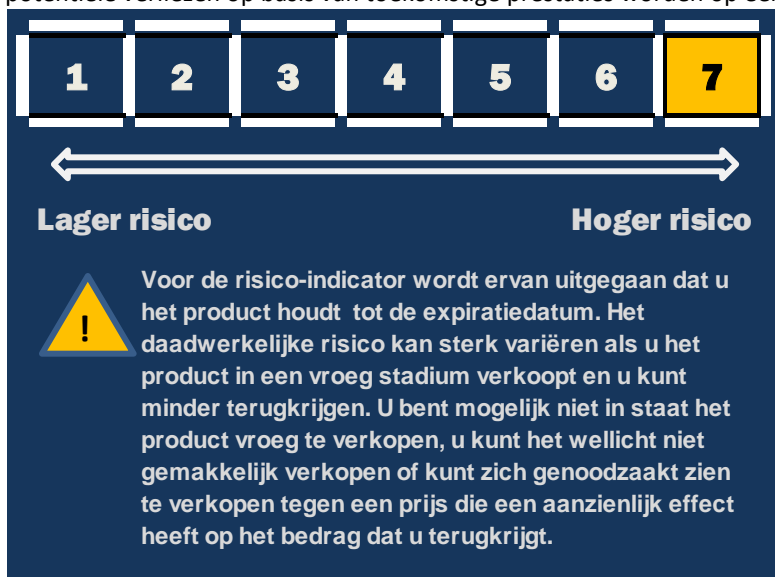 1 2 3 4 5 6 7
Lager risico Hoger risico
Voor de risico-indicator wordt ervan uitgegaan dat u
! het product houdt tot de expiratiedatum. Het
daadwerkelijke risico kan sterk variëren als u het
product in een vroeg stadium verkoopt en u kunt
minder terugkrijgen. U bent mogelijk niet in staat het
product vroeg te verkopen, u kunt het wellicht niet
gemakkelijk verkopen of kunt zich genoodzaakt zien
te verkopen tegen een prijs die een aanzienlijk effect
heeft op het bedrag dat u terugkrijgt.